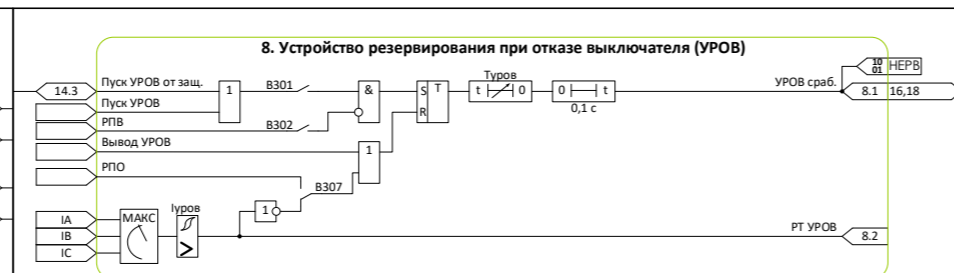 8. Устройство резервирования при отказе выключателя (УРОВ)
10
01
НЕРВ
14.3
Пуск УРОВ от защ.
1
В301
&
S
T
Туров
t
0
0
t
0,1 с
УРОВ сраб.
8.1
16,18
Пуск УРОВ
R
РПВ
В302
Вывод УРОВ
1
РПО
В307
Iуров
1
IA
МАКС
IB
>
РТ УРОВ
8.2
IC